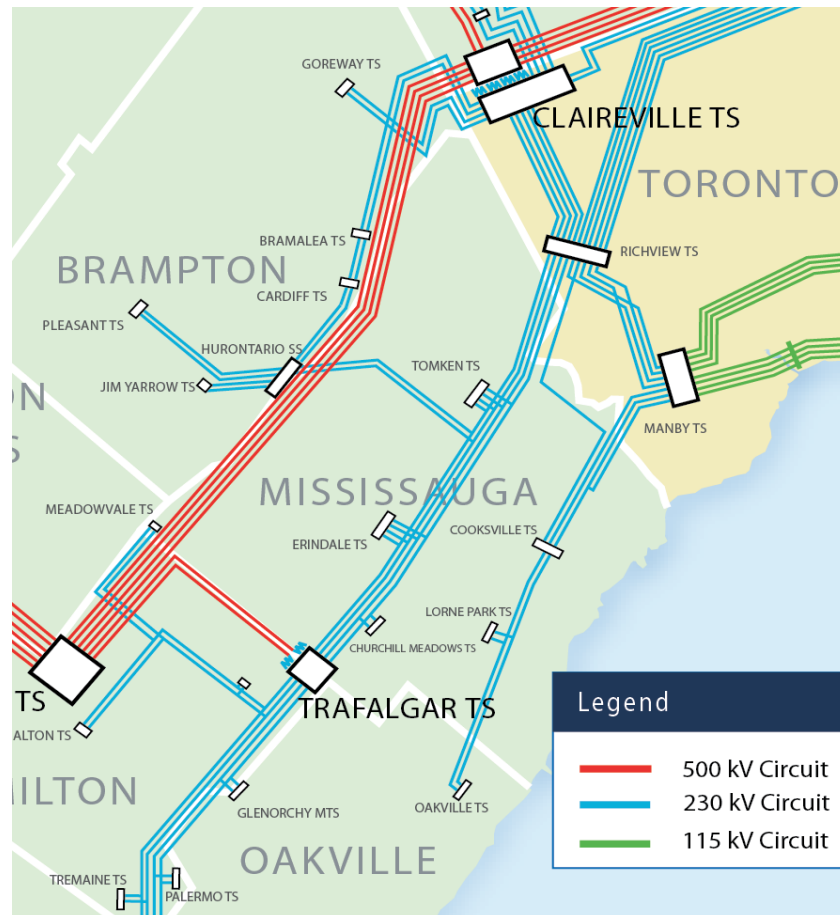 GOREWAY TS
CLAIREVILLE TS
TORONTO
BRAMALEA TS
RICHVIEW TS
BRAMPTON
CARDIFF TS
PLEASANT TS
HURONTARIO SS
TOMKEN TS
JIM YARROW TS
ON
MANBY TS
S
MISSISSAUGA
MEADOWVALE TS
COOKSVILLE TS
ERINDALE TS
LORNE PARK TS
CHURCHILL MEADOWS TS
TS
TRAFALGAR TS
Legend
ALTON TS
500 kV Circuit
MILTON
230 kV Circuit
GLENORCHY MTS
OAKVILLE TS
115 kV Circuit
OAKVILLE
TREMAINE TS
PALERMO TS